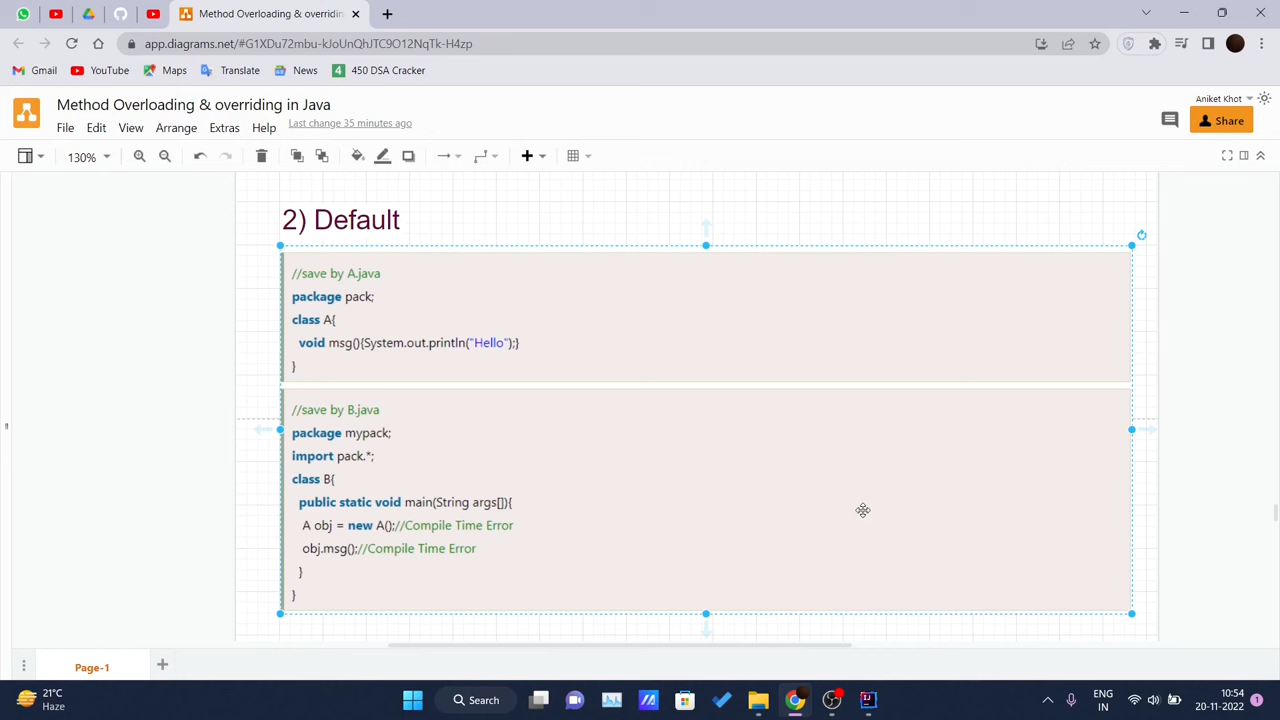 Method Overloading & overridin
app.diagrams.net/#G1XDu72mbu-kJoUnQhJTC9O12NqTk-H4zp
Gmail YouTube Maps Translate News 4 450 DSA Cracker
Method Overloading & overriding in Java
Aniket Khot
File Edit View Arrange Extras Help Last change 35 minutes ago
Share
130%
2) Default
//save by A.java
package pack;
class A{
void msg(){System.out.println("Hello");}
}
//save by B.java
package mypack;
import pack.*;
class B{
public static void main(String args[]){
A obj = new A();//Compile Time Error
obj.msg();//Compile Time Error
}
}
Page-1
21°C
Haze
Search
ENG
IN
10:54
20-11-2022
1